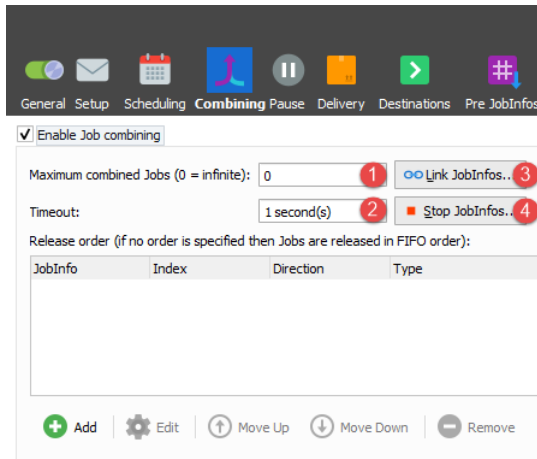 General Setup Scheduling Combining Pause Delivery Destinations Pre JobInfos
Enable Job combining
Maximum combined Jobs (0 = infinite): 0 1 Link JobInfos... 3
Timeout: 1 second(s) 2 Stop JobInfos... 4
Release order (if no order is specified then Jobs are released in FIFO order):
JobInfo Index Direction Type
Add Edit Move Up Move Down Remove